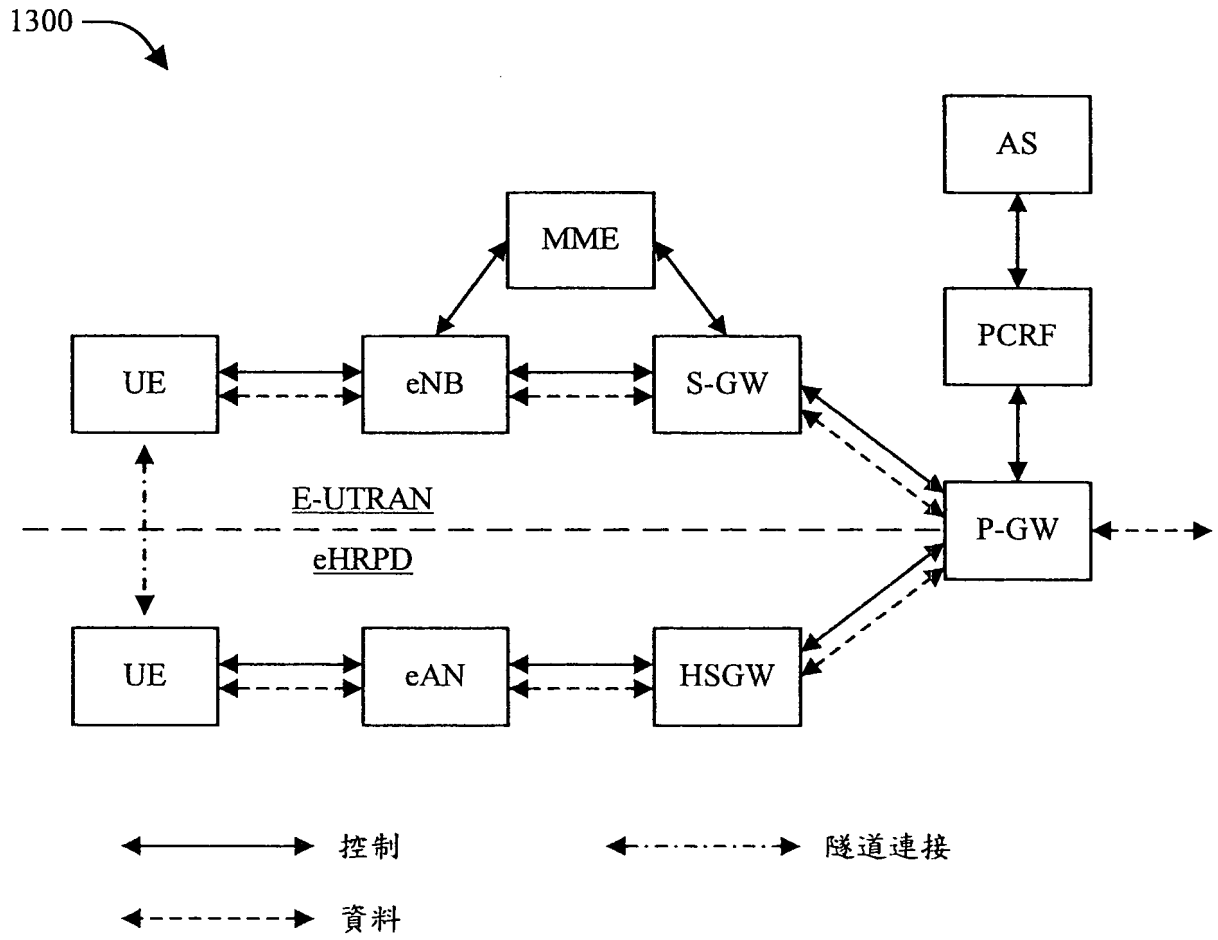 1300
AS
MME
PCRF
UE
eNB
S-GW
E-UTRAN
P-GW
eHRPD
UE
eAN
HSGW
控制
隧道連接
資料